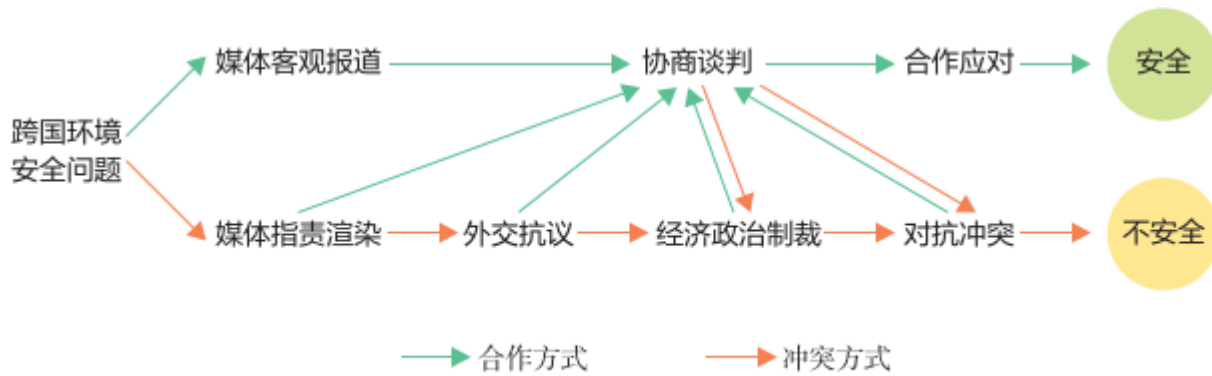 媒体客观报道
协商谈判
合作应对
安全
跨国环境
安全问题
媒体指责渲染
外交抗议
经济政治制裁
对抗冲突
不安全
合作方式
冲突方式